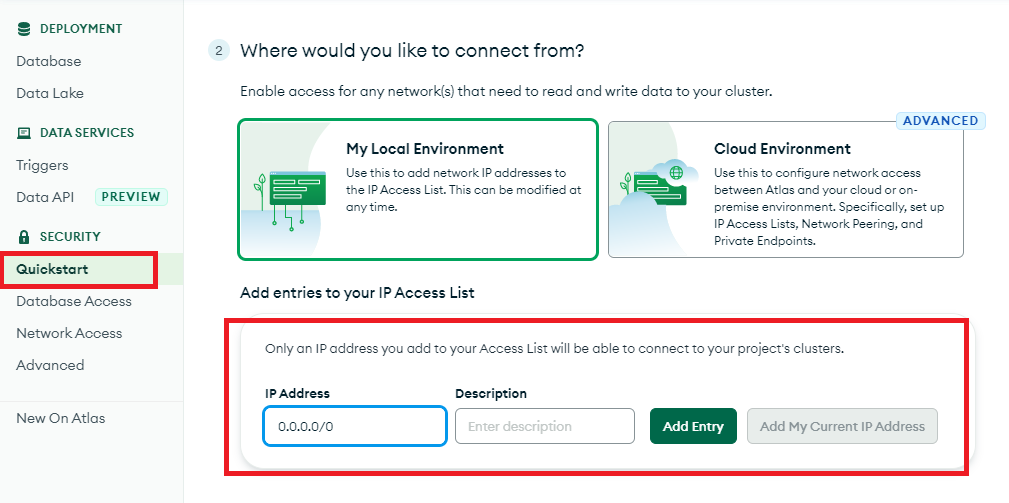 DEPLOYMENT
Database
Data Lake
DATA SERVICES
Triggers
Data API PREVIEW
SECURITY
Quickstart
Database Access
Network Access
Advanced
New On Atlas
2 Where would you like to connect from?
Enable access for any network(s) that need to read and write data to your cluster.
My Local Environment
Use this to add network IP addresses to
the IP Access List. This can be modified at
any time.
ADVANCED
Cloud Environment
Use this to configure network access
between Atlas and your cloud or on-
premise environment. Specifically, set up
IP Access Lists, Network Peering, and
Private Endpoints.
Add entries to your IP Access List
Only an IP address you add to your Access List will be able to connect to your project's clusters.
IP Address Description
0.0.0.0/0 Enter description Add Entry Add My Current IP Address